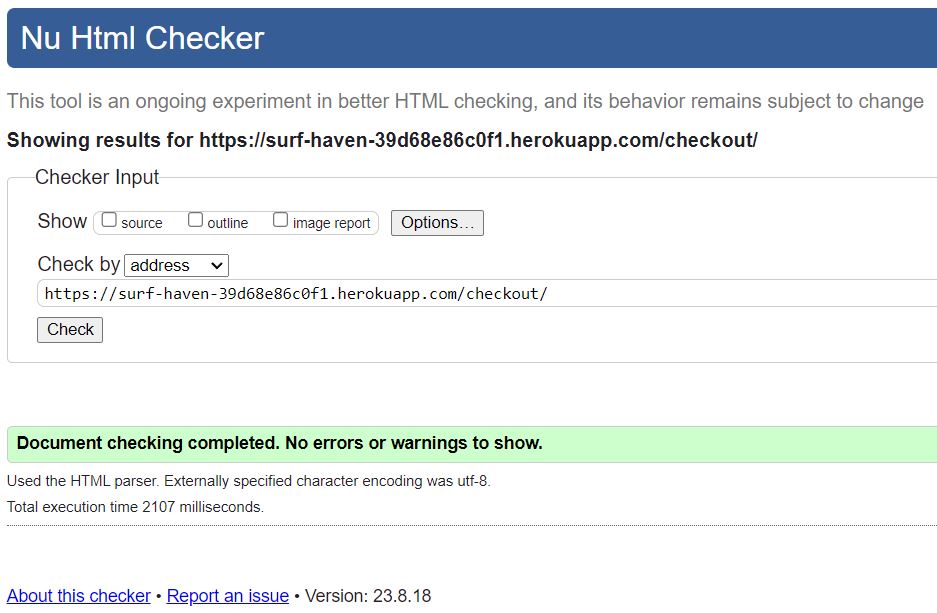 Nu Html Checker
This tool is an ongoing experiment in better HTML checking, and its behavior remains subject to change
Showing results for https://surf-haven-39d68e86c0f1.herokuapp.com/checkout/
Checker Input
Show source outline image report Options...
Check by address
https://surf-haven-39d68e86c0f1.herokuapp.com/checkout/
Check
Document checking completed. No errors or warnings to show.
Used the HTML parser. Externally specified character encoding was utf-8.
Total execution time 2107 milliseconds.
About this checker • Report an issue • Version: 23.8.18